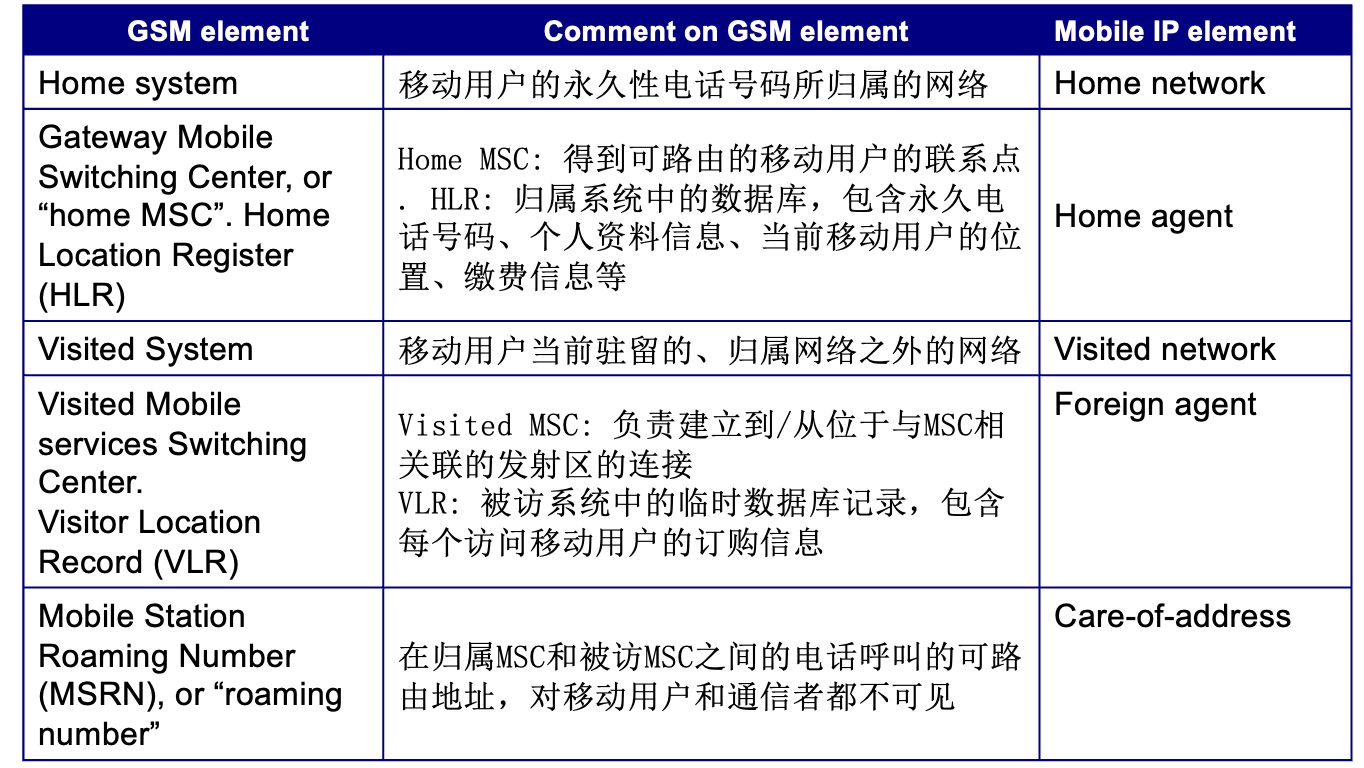 GSM element
Comment on GSM element
Mobile IP element
Home system
移动用户的永久性电话号码所归属的网络
Home network
Gateway Mobile
Switching Center, or
“home MSC”. Home
Location Register
(HLR)
Home MSC: 得到可路由的移动用户的联系点
. HLR: 归属系统中的数据库，包含永久电
话号码、个人资料信息、当前移动用户的位
置、缴费信息等
Home agent
Visited System
移动用户当前驻留的、归属网络之外的网络
Visited network
Visited Mobile
services Switching
Center.
Visitor Location
Record (VLR)
Visited MSC: 负责建立到/从位于与MSC相
关联的发射区的连接
VLR: 被访系统中的临时数据库记录，包含
每个访问移动用户的订购信息
Foreign agent
Mobile Station
Roaming Number
(MSRN), or “roaming
number”
在归属MSC和被访MSC之间的电话呼叫的可路
由地址，对移动用户和通信者都不可见
Care-of-address